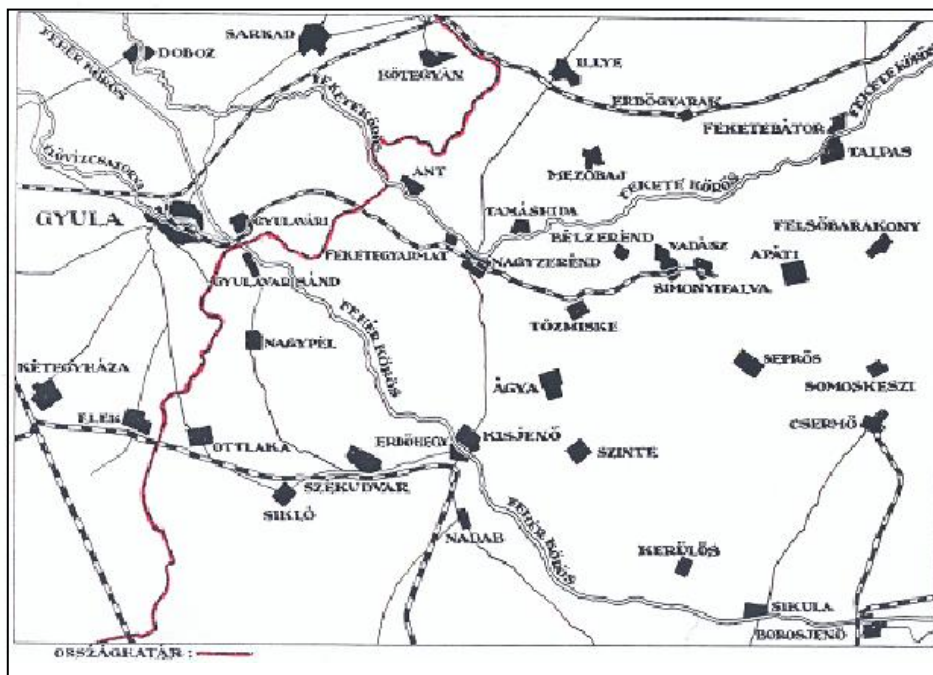 SARKAD
DOBOZ
FEHÉR KÖRÖS
KÖTEGYÁN
ILLYE
FEKETE KÖRÖS
ERDŐGYARAK
FEKETE KÖRÖS
FEKETEBÁTOR
TALPAS
ÉLŐVÍZCSATORNA
ANT
MEZŐBAJ
FEKETE KÖRÖS
GYULA
GYULAVÁRI
TAMÁSHIDA
BÉLZERÉND
VADÁSZ
FELSŐBARAKONY
FEKETEGYARMAT
NAGYZERÉND
APÁTI
SIMONYIFALVA
GYULAVARISÁND
TŐZMISKE
FEHÉR KÖRÖS
NAGYPÉL
SEPRŐS
KÉTEGYHÁZA
ÁGYA
SOMOSKESZI
ELEK
CSERMŐ
OTTLAKA
ERDŐHEGY
KISJENŐ
SZINTE
SZÉKUDVAR
SIKLÓ
NADAB
FEHÉR KÖRÖS
KERÜLŐS
SIKULA
BOROSJENŐ
ORSZÁGHATÁR :